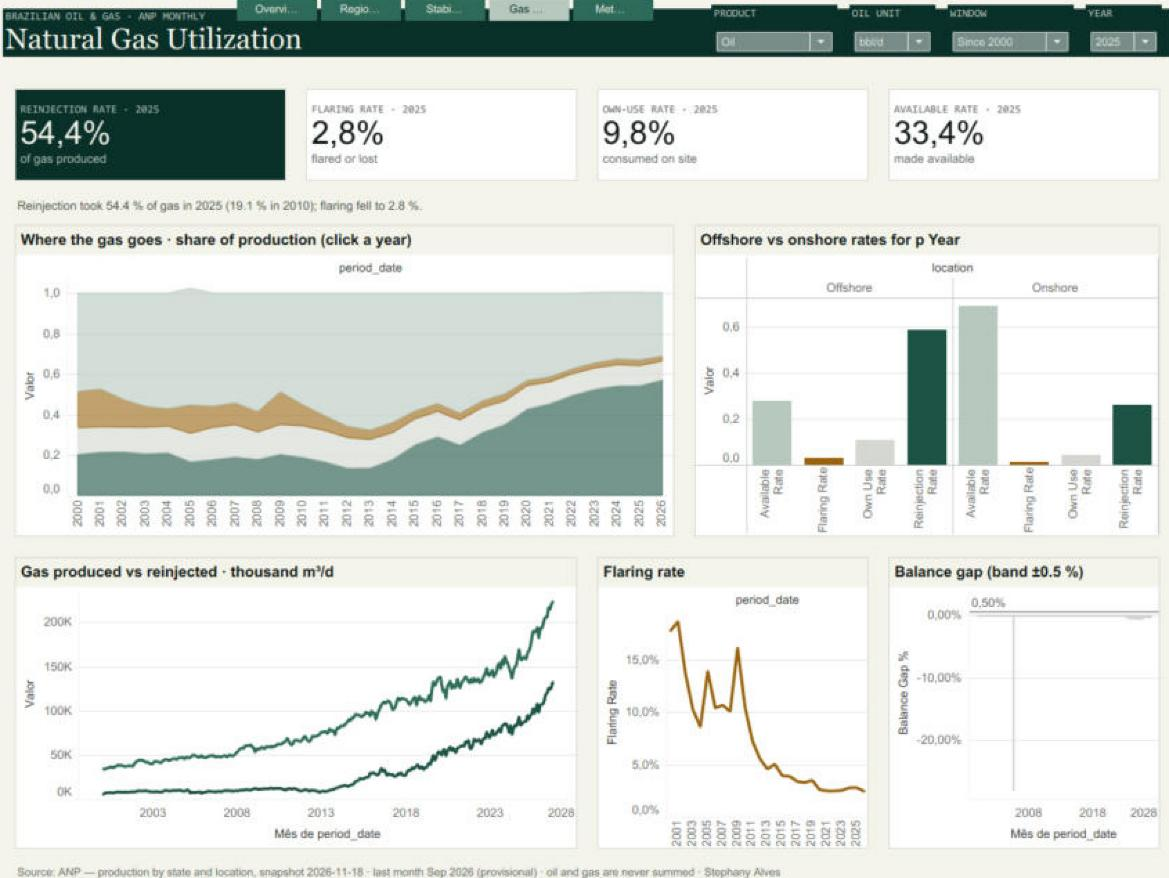 BRAZILIAN OIL & GAS · ANP MONTHLY
Natural Gas Utilization
Overvi...
Regio...
Stabi...
Gas ...
Met...
PRODUCT
OIL UNIT
WINDOW
YEAR
Oil
bbl/d
Since 2000
2025
REINJECTION RATE · 2025
54,4%
of gas produced
FLARING RATE · 2025
2,8%
flared or lost
OWN-USE RATE · 2025
9,8%
consumed on site
AVAILABLE RATE · 2025
33,4%
made available
Reinjection took 54.4 % of gas in 2025 (19.1 % in 2010); flaring fell to 2.8 %.
Where the gas goes · share of production (click a year)
period_date
Valor
1,0
0,8
0,6
0,4
0,2
0,0
2000 2001 2002 2003 2004 2005 2006 2007 2008 2009 2010 2011 2012 2013 2014 2015 2016 2017 2018 2019 2020 2021 2022 2023 2024 2025 2026
Offshore vs onshore rates for p Year
location
Offshore
Onshore
Valor
0,6
0,4
0,2
0,0
Available Rate
Flaring Rate
Own Use Rate
Reinjection Rate
Available Rate
Flaring Rate
Own Use Rate
Reinjection Rate
Gas produced vs reinjected · thousand m³/d
Valor
200K
150K
100K
50K
0K
2003 2008 2013 2018 2023 2028
Mês de period_date
Flaring rate
period_date
Flaring Rate
15,0%
10,0%
5,0%
0,0%
2001 2003 2005 2007 2009 2011 2013 2015 2017 2019 2021 2023 2025
Balance gap (band ±0.5 %)
0,50%
Balance Gap %
0,00%
-10,00%
-20,00%
2008 2018 2028
Mês de period_date
Source: ANP — production by state and location, snapshot 2026-11-18 · last month Sep 2026 (provisional) · oil and gas are never summed · Stephany Alves